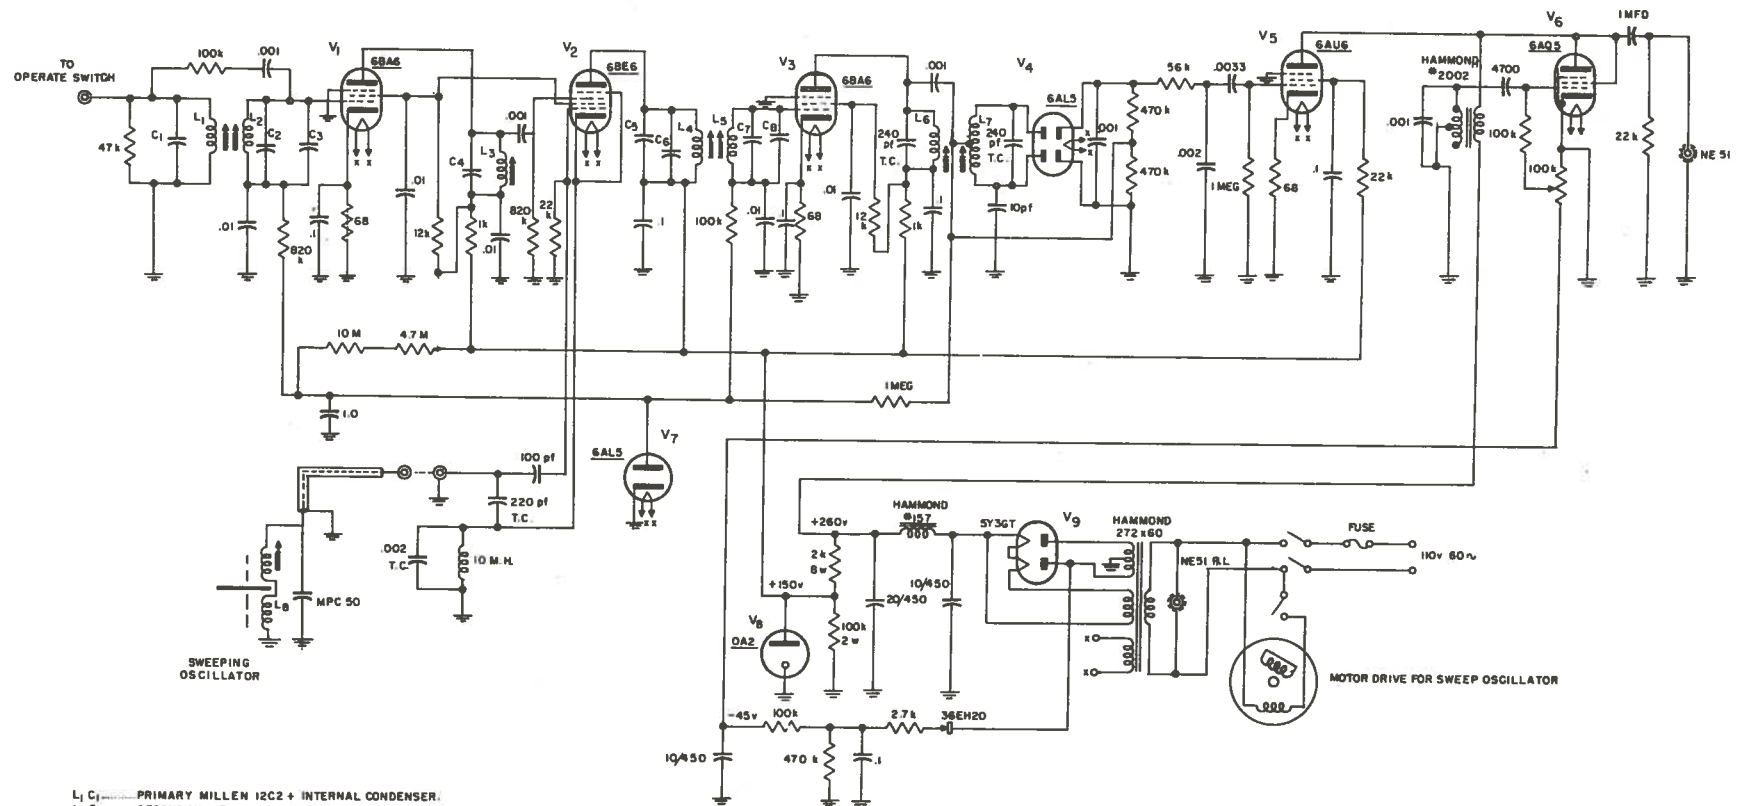 TO
OPERATE SWITCH
100k
.001
V1
6BA6
47k
C1
L1
L2
C2
C3
.01
820
k
.1
68
x x
.01
12k
C4
L3
1k
.01
.001
820
k
22
k
V2
6BE6
x x
C5
C6
L4
.1
L5
C7
C8
100k
.01
.1
68
V3
6BA6
x x
.01
12
k
240
pf
T.C.
1k
L6
.1
.001
L7
240
pf
T.C.
10pf
V4
6AL5
x
x
.001
470k
470k
56k
.0033
.002
1MEG
68
V5
6AU6
x x
.1
22k
HAMMOND
#2002
.001
4700
100k
100k
V6
6AQ5
x x
1MFD
22k
NE 51
10M
4.7M
1MEG
1.0
V7
6AL5
x x
100 pf
220 pf
T.C.
.002
T.C.
10 M.H.
MPC 50
L8
SWEEPING
OSCILLATOR
+260v
HAMMOND
#157
2k
8w
+150v
V8
OA2
100k
2w
20/450
10/450
5Y3GT
V9
HAMMOND
272x60
x
x
NE51 P.L.
FUSE
110v 60~
MOTOR DRIVE FOR SWEEP OSCILLATOR
-45v
100k
2.7k
36EH20
10/450
470k
.1
L1 C1 PRIMARY MILLEN 12C2 + INTERNAL CONDENSER.